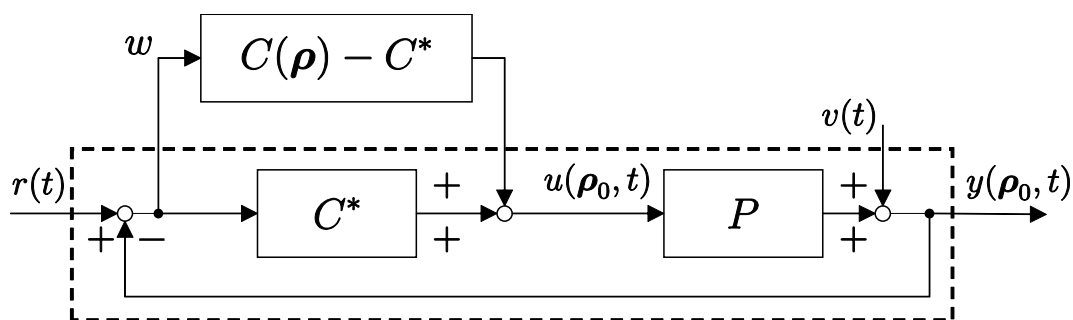 w
C(ρ) − C*
v(t)
r(t)
u(ρ₀, t)
y(ρ₀, t)
C*
P
+
+
+
+
+ −